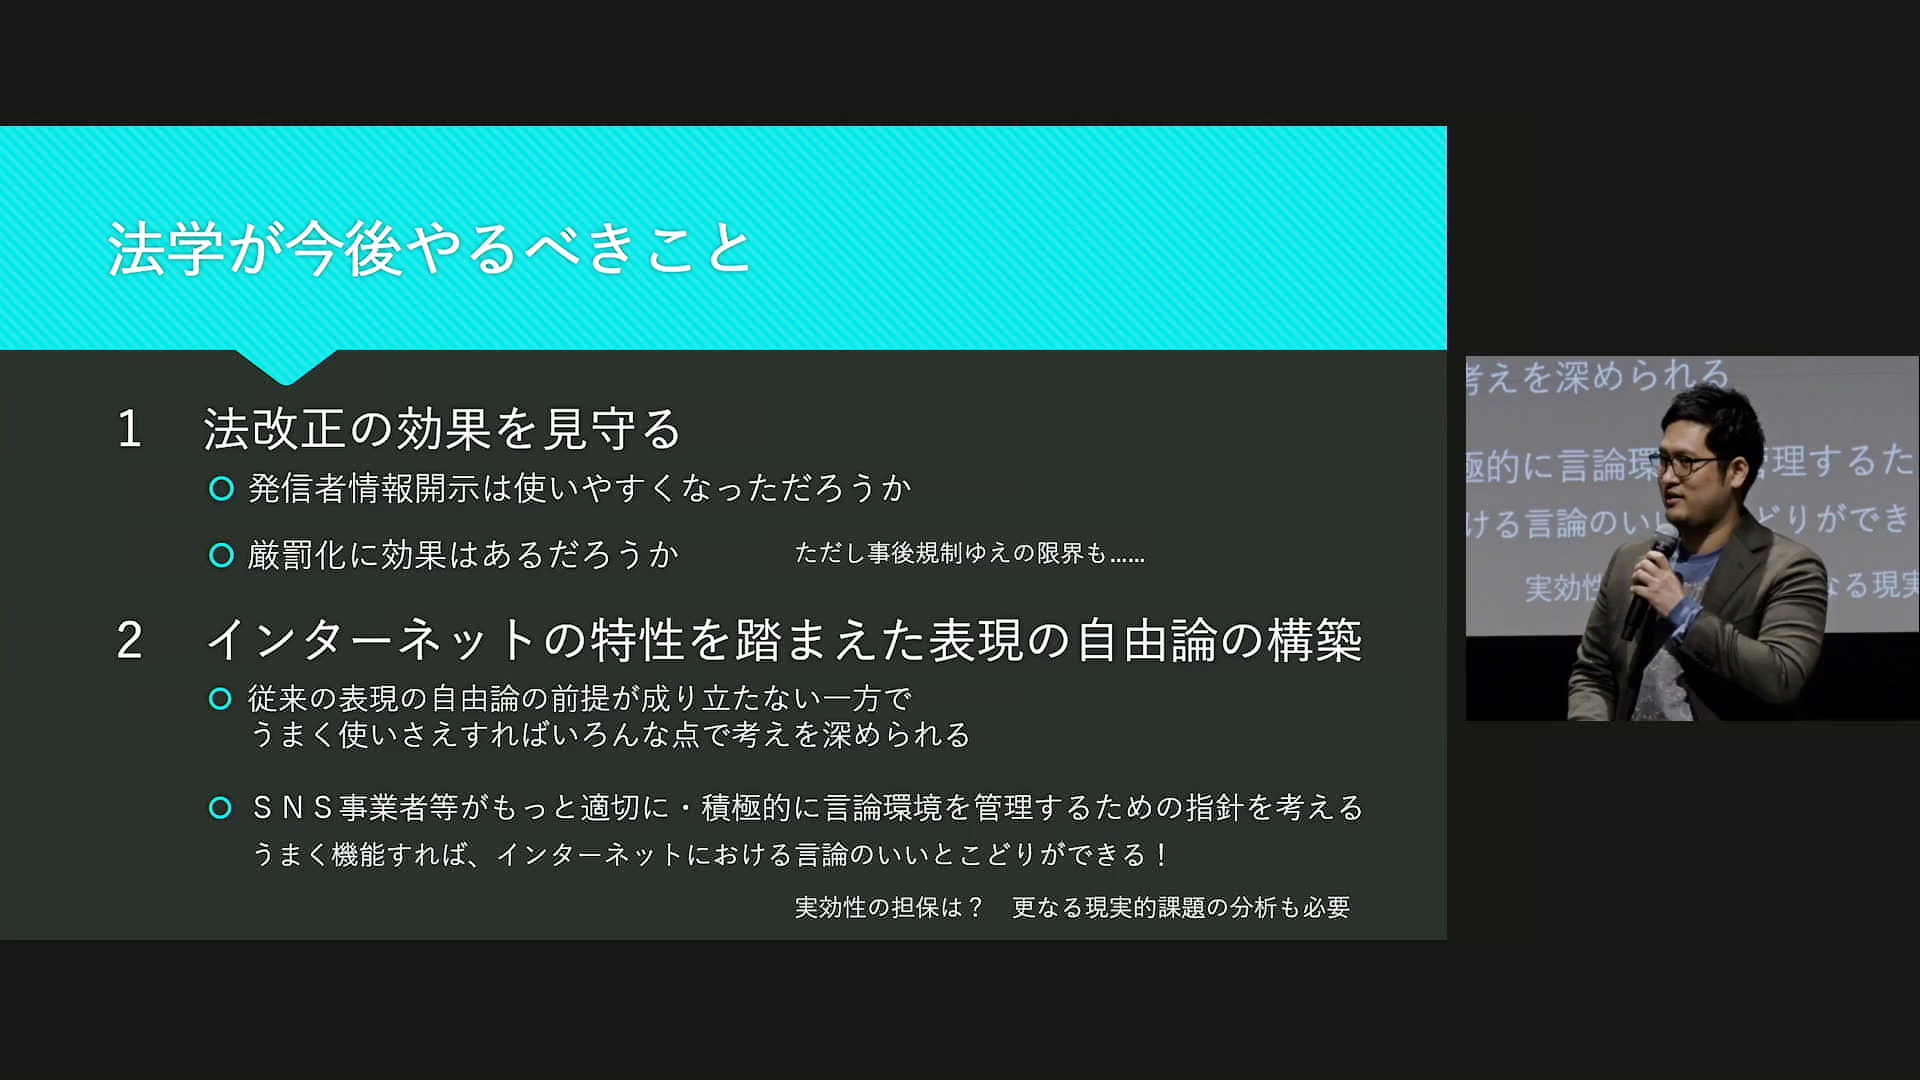 法学が今後やるべきこと
1 法改正の効果を見守る
発信者情報開示は使いやすくなっただろうか
厳罰化に効果はあるだろうか ただし事後規制ゆえの限界も......
2 インターネットの特性を踏まえた表現の自由論の構築
従来の表現の自由論の前提が成り立たない一方で
うまく使いさえすればいろんな点で考えを深められる
ＳＮＳ事業者等がもっと適切に・積極的に言論環境を管理するための指針を考える
うまく機能すれば、インターネットにおける言論のいいとこどりができる！
実効性の担保は？ 更なる現実的課題の分析も必要
考えを深められる
極的に言論環 管理するた
ける言論のいい どりができ
実効性 なる現実